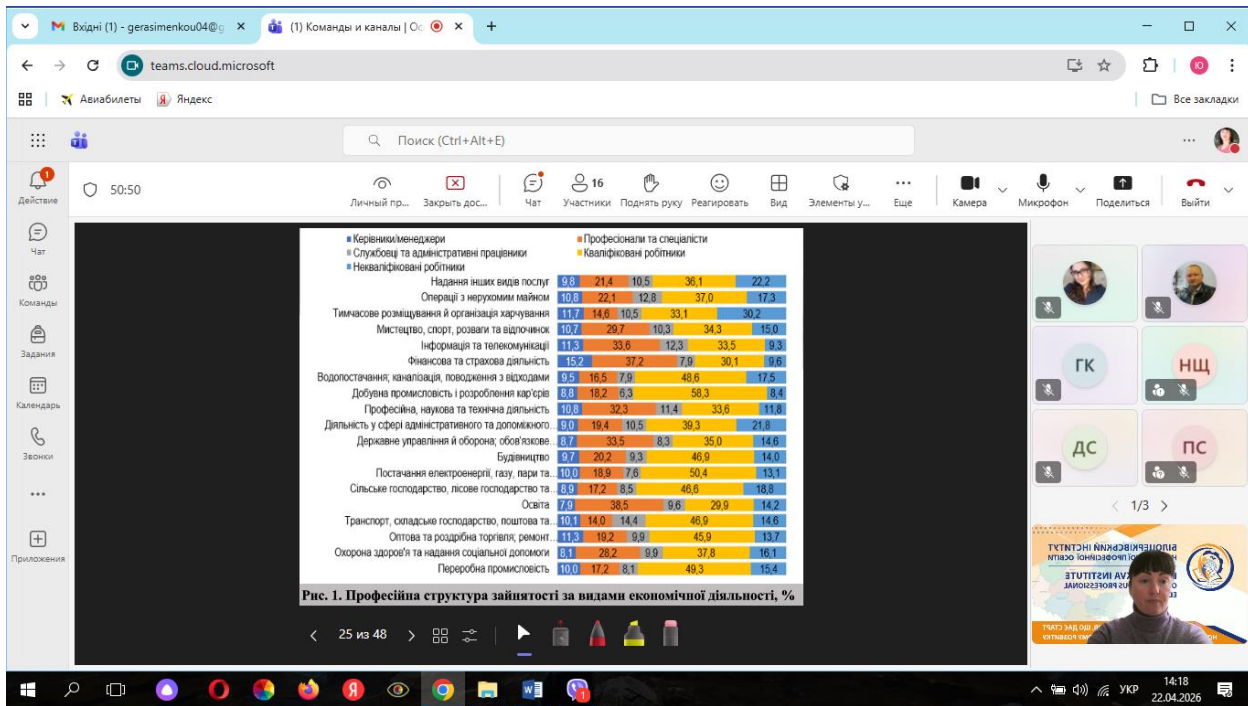 Вхідні (1) - gerasimenkou04@g
(1) Команды и каналы | Ос
teams.cloud.microsoft
Ю
Авиабилеты
Яндекс
Все закладки
Поиск (Ctrl+Alt+E)
50:50
Личный пр...
Закрыть дос...
Чат
16
Участники
Поднять руку
Реагировать
Вид
Элементы у...
Еще
Камера
Микрофон
Поделиться
Выйти
1
Действие
Чат
Команды
Задания
Календарь
Звонки
Приложения
Керівники/менеджери
Професіонали та спеціалісти
Службовці та адміністративні працівники
Кваліфіковані робітники
Некваліфіковані робітники
Надання інших видів послуг 9,8 21,4 10,5 36,1 22,2
Операції з нерухомим майном 10,8 22,1 12,8 37,0 17,3
Тимчасове розміщування й організація харчування 11,7 14,6 10,5 33,1 30,2
Мистецтво, спорт, розваги та відпочинок 10,7 29,7 10,3 34,3 15,0
Інформація та телекомунікації 11,3 33,6 12,3 33,5 9,3
Фінансова та страхова діяльність 15,2 37,2 7,9 30,1 9,6
Водопостачання; каналізація, поводження з відходами 9,5 16,5 7,9 48,6 17,5
Добувна промисловість і розроблення кар'єрів 8,8 18,2 6,3 58,3 8,4
Професійна, наукова та технічна діяльність 10,8 32,3 11,4 33,6 11,8
Діяльність у сфері адміністративного та допоміжного... 9,0 19,4 10,5 39,3 21,8
Державне управління й оборона; обов'язкове... 8,7 33,5 8,3 35,0 14,6
Будівництво 9,7 20,2 9,3 46,9 14,0
Постачання електроенергії, газу, пари та... 10,0 18,9 7,6 50,4 13,1
Сільське господарство, лісове господарство та... 8,9 17,2 8,5 46,6 18,8
Освіта 7,9 38,5 9,6 29,9 14,2
Транспорт, складське господарство, поштова та... 10,1 14,0 14,4 46,9 14,6
Оптова та роздрібна торгівля; ремонт... 11,3 19,2 9,9 45,9 13,7
Охорона здоров'я та надання соціальної допомоги 8,1 28,2 9,9 37,8 16,1
Переробна промисловість 10,0 17,2 8,1 49,3 15,4
Рис. 1. Професійна структура зайнятості за видами економічної діяльності, %
25 из 48
ГК
НЩ
ДС
ПС
1/3
УКР
14:18
22.04.2026